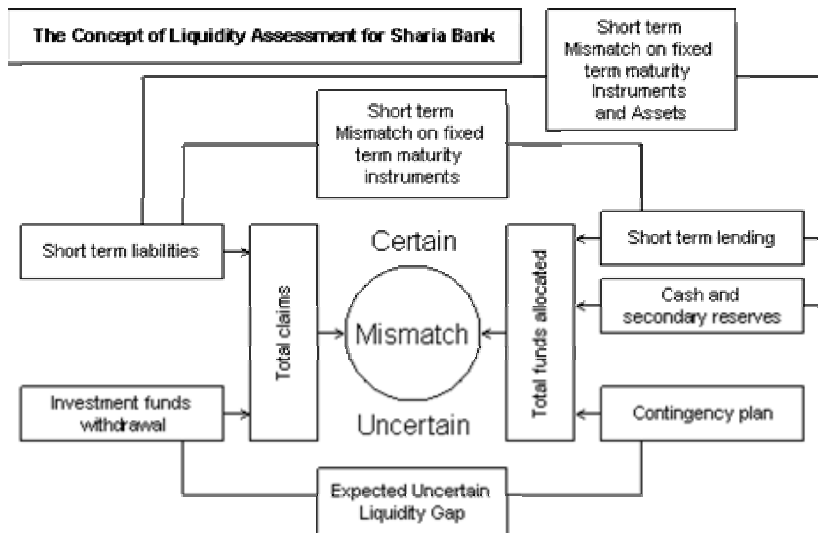 The Concept of Liquidity Assessment for Sharia Bank
Short term
Mismatch on fixed
term maturity
Instruments
and Assets
Short term
Mismatch on fixed
term maturity
instruments
Short term liabilities
Certain
Short term lending
Total claims
Mismatch
Total funds allocated
Cash and
secondary reserves
Investment funds
withdrawal
Uncertain
Contingency plan
Expected Uncertain
Liquidity Gap